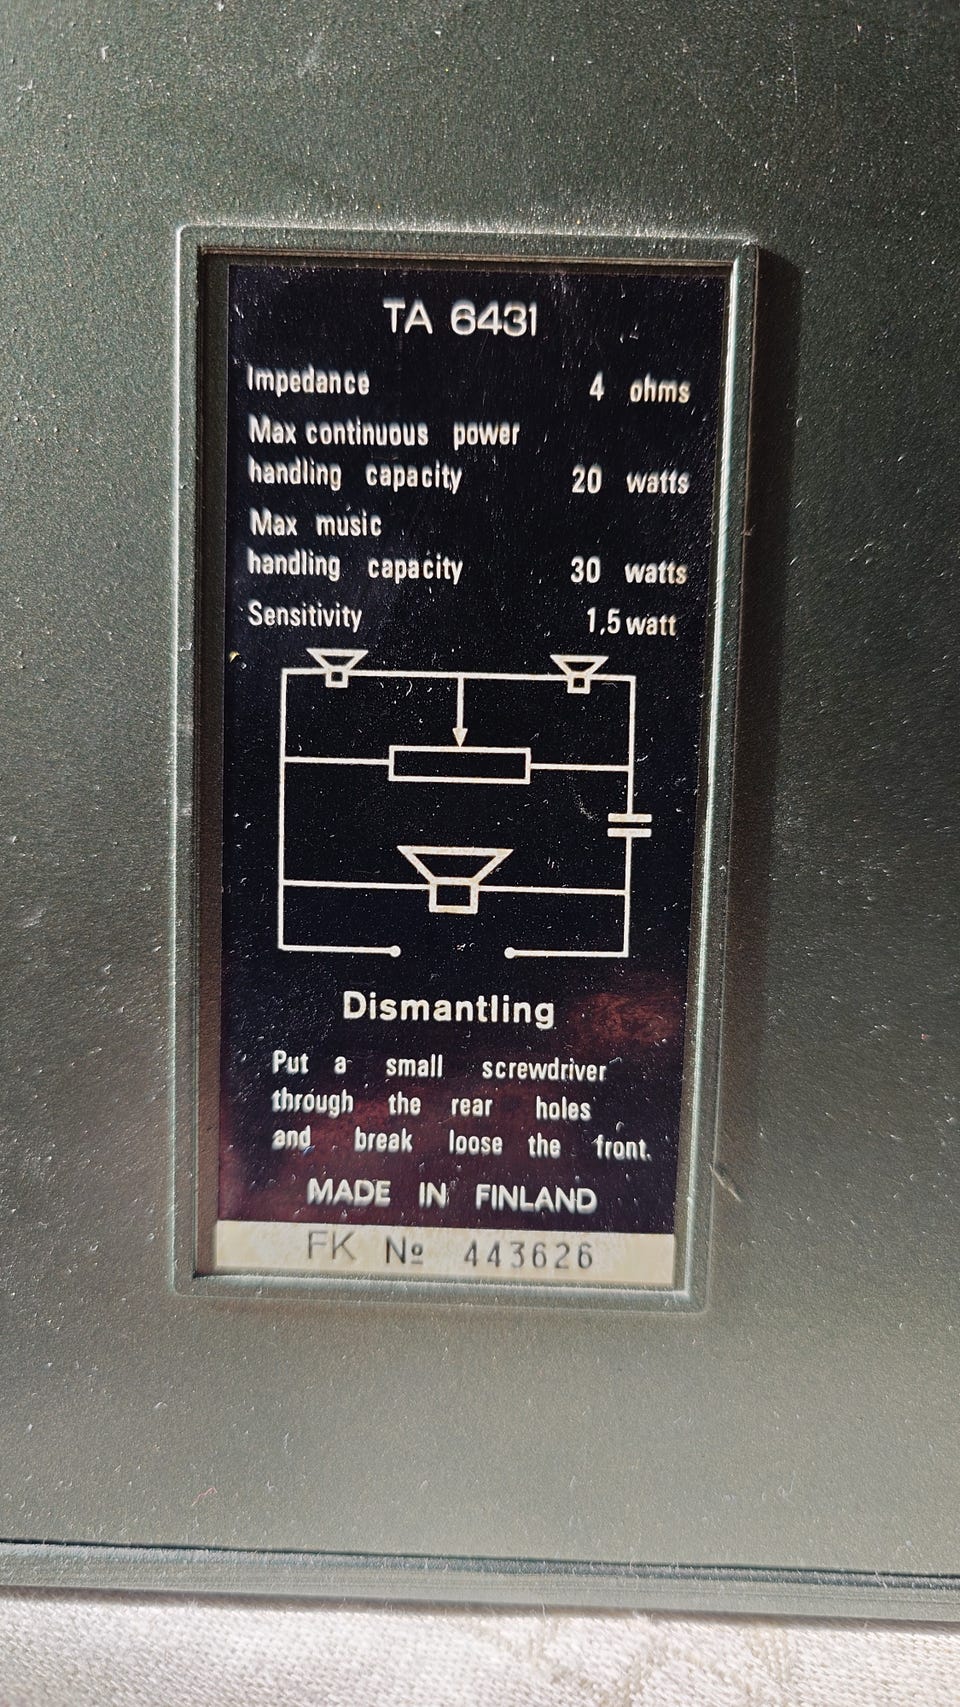 TA 6431
Impedance 4 ohms
Max continuous power
handling capacity 20 watts
Max music
handling capacity 30 watts
Sensitivity 1,5 watt
Dismantling
Put a small screwdriver
through the rear holes
and break loose the front.
MADE IN FINLAND
FK № 443626